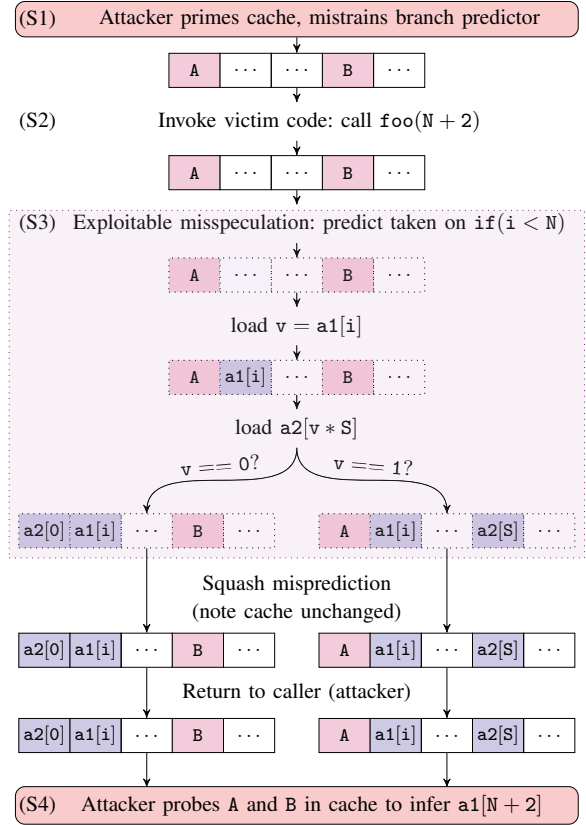 (S1) Attacker primes cache, mistrains branch predictor
A ··· ··· B ···
(S2) Invoke victim code: call foo(N + 2)
A ··· ··· B ···
(S3) Exploitable misspeculation: predict taken on if(i < N)
A ··· ··· B ···
load v = a1[i]
A a1[i] ··· B ···
load a2[v * S]
v == 0? v == 1?
a2[0] a1[i] ··· B ··· A a1[i] ··· a2[S] ···
Squash misprediction
(note cache unchanged)
a2[0] a1[i] ··· B ··· A a1[i] ··· a2[S] ···
Return to caller (attacker)
a2[0] a1[i] ··· B ··· A a1[i] ··· a2[S] ···
(S4) Attacker probes A and B in cache to infer a1[N + 2]